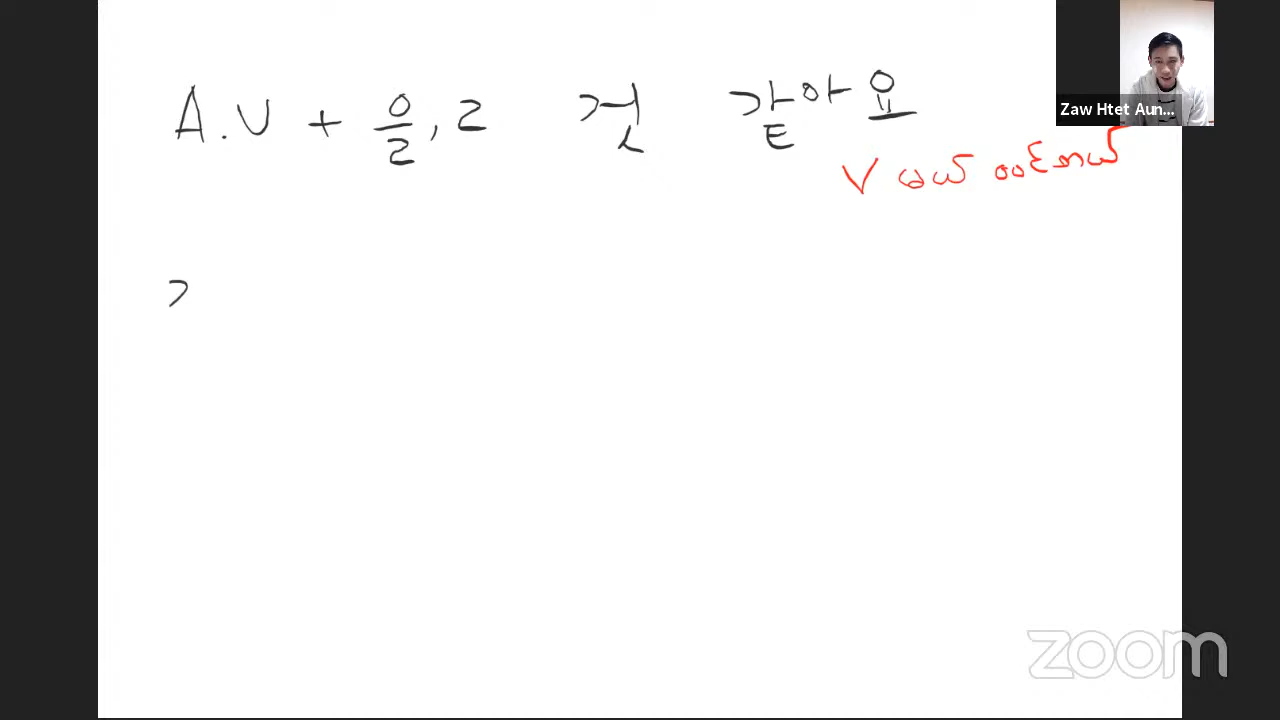 Zaw Htet Aun...
A.V + 을, ㄹ 것 같아요
V မယ် ထင်တယ်
ㄱ
zoom